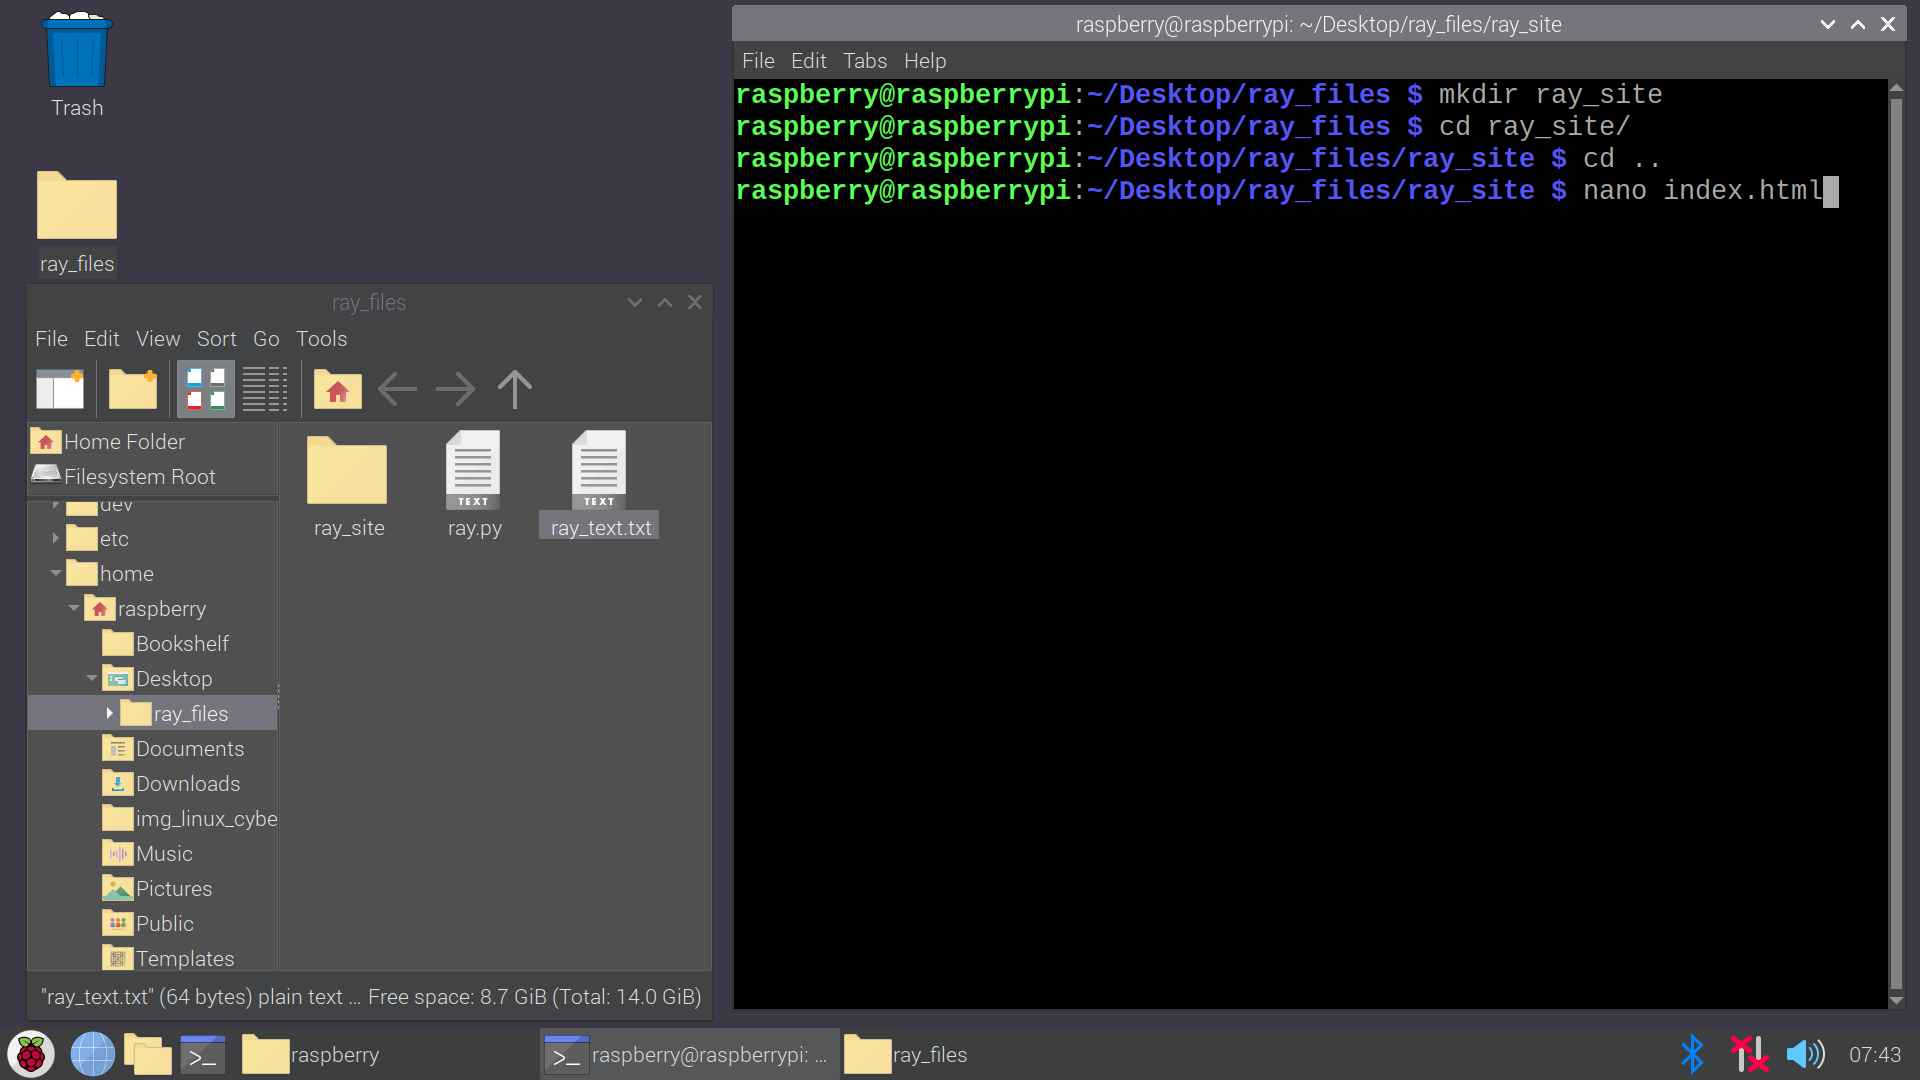 Trash
ray_files
raspberry@raspberrypi: ~/Desktop/ray_files/ray_site
File Edit Tabs Help
raspberry@raspberrypi:~/Desktop/ray_files $ mkdir ray_site
raspberry@raspberrypi:~/Desktop/ray_files $ cd ray_site/
raspberry@raspberrypi:~/Desktop/ray_files/ray_site $ cd ..
raspberry@raspberrypi:~/Desktop/ray_files/ray_site $ nano index.html
ray_files
File Edit View Sort Go Tools
Home Folder
Filesystem Root
dev
etc
home
raspberry
Bookshelf
Desktop
ray_files
Documents
Downloads
img_linux_cybe
Music
Pictures
Public
Templates
TEXT
TEXT
ray_site
ray.py
ray_text.txt
"ray_text.txt" (64 bytes) plain text ... Free space: 8.7 GiB (Total: 14.0 GiB)
>_
raspberry
>_
raspberry@raspberrypi: ...
ray_files
07:43